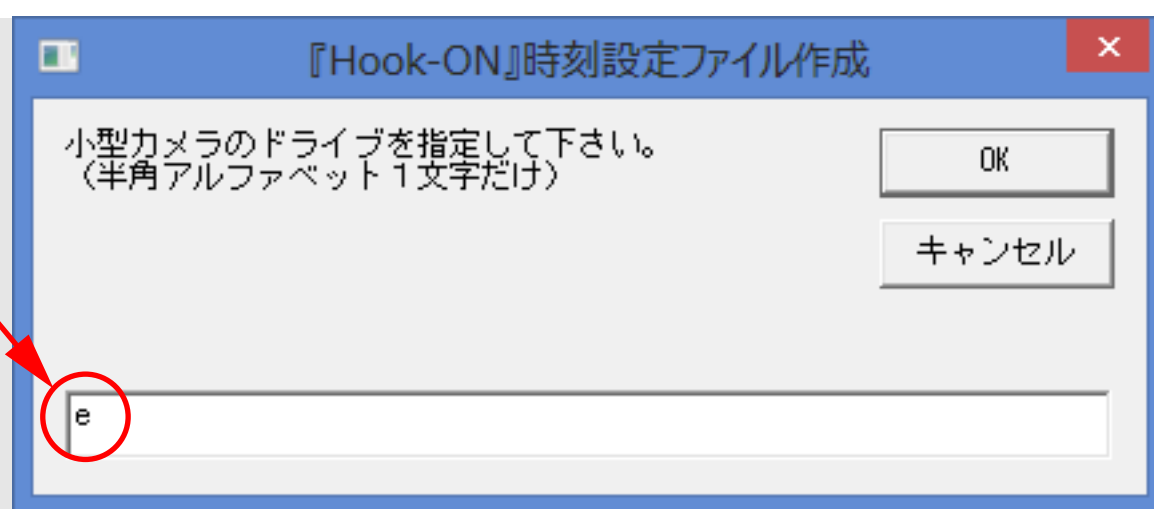 『Hook-ON』時刻設定ファイル作成
小型カメラのドライブを指定して下さい。
（半角アルファベット１文字だけ）
OK
キャンセル
e